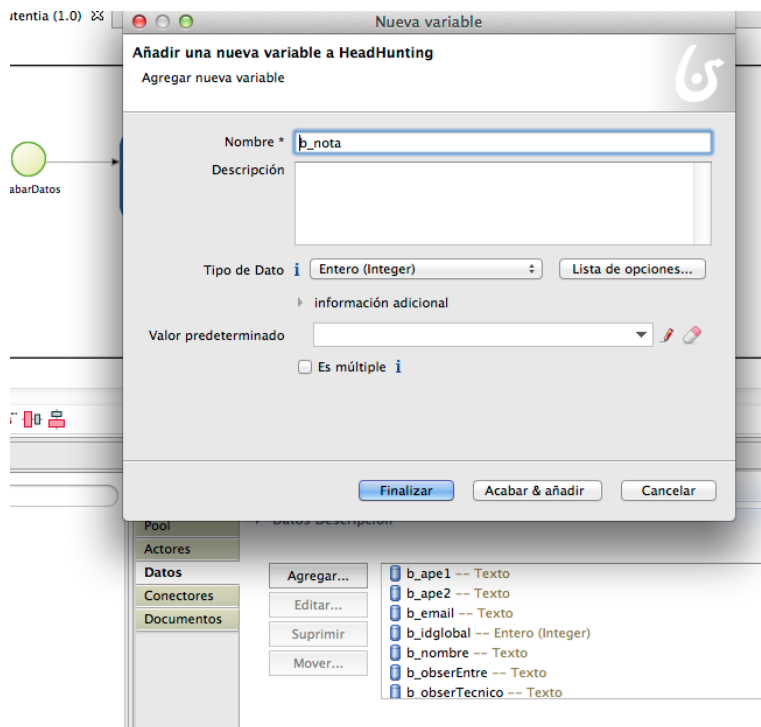 utentia (1.0)
Nueva variable
Añadir una nueva variable a HeadHunting
Agregar nueva variable
Nombre * b_nota
Descripción
abarDatos
Tipo de Dato Entero (Integer) Lista de opciones...
información adicional
Valor predeterminado
Es múltiple
Finalizar Acabar & añadir Cancelar
Pool Datos Descripción
Actores
Datos
Conectores
Documentos
Agregar...
Editar...
Suprimir
Mover...
b_ape1 -- Texto
b_ape2 -- Texto
b_email -- Texto
b_idglobal -- Entero (Integer)
b_nombre -- Texto
b_obserEntre -- Texto
b_obserTecnico -- Texto